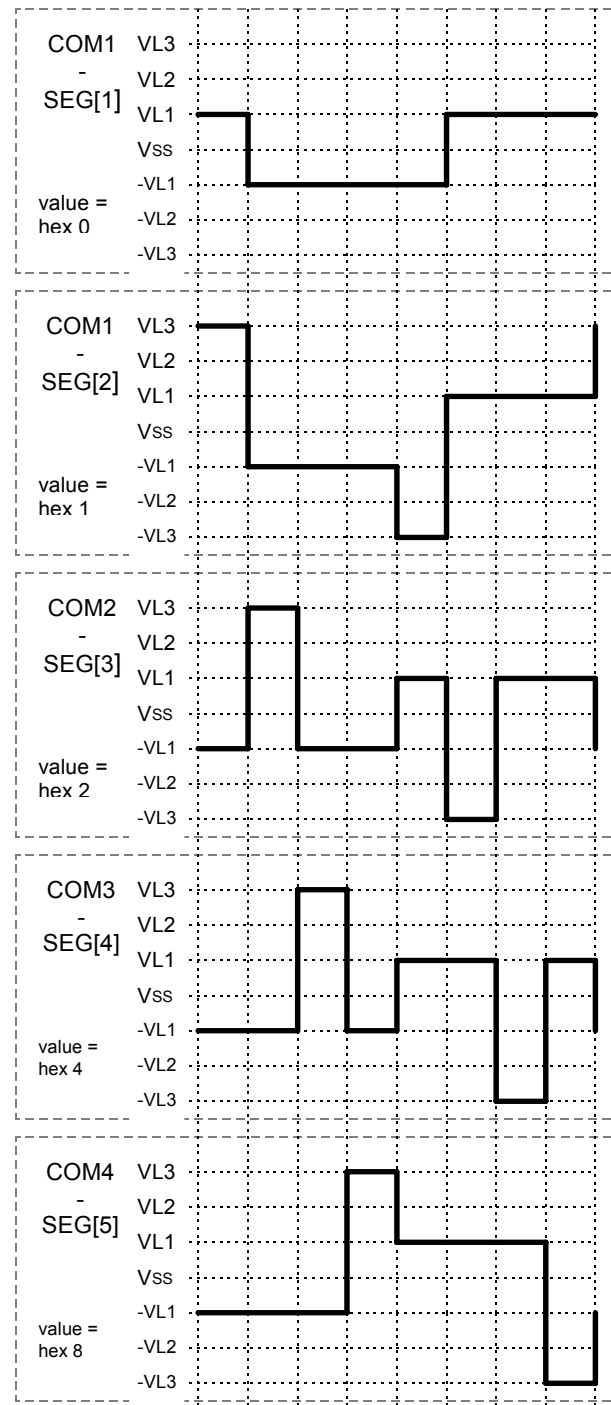 COM1
-
SEG[1]
value =
hex 0
VL3
VL2
VL1
Vss
-VL1
-VL2
-VL3
COM1
-
SEG[2]
value =
hex 1
VL3
VL2
VL1
Vss
-VL1
-VL2
-VL3
COM2
-
SEG[3]
value =
hex 2
VL3
VL2
VL1
Vss
-VL1
-VL2
-VL3
COM3
-
SEG[4]
value =
hex 4
VL3
VL2
VL1
Vss
-VL1
-VL2
-VL3
COM4
-
SEG[5]
value =
hex 8
VL3
VL2
VL1
Vss
-VL1
-VL2
-VL3